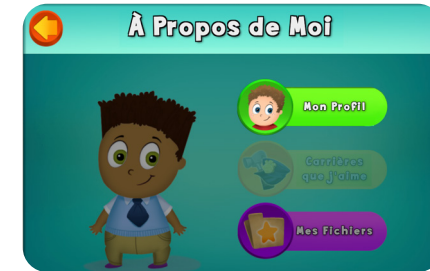 À Propos de Moi
Mon Profil
Carrières
que j'aime
Mes Fichiers